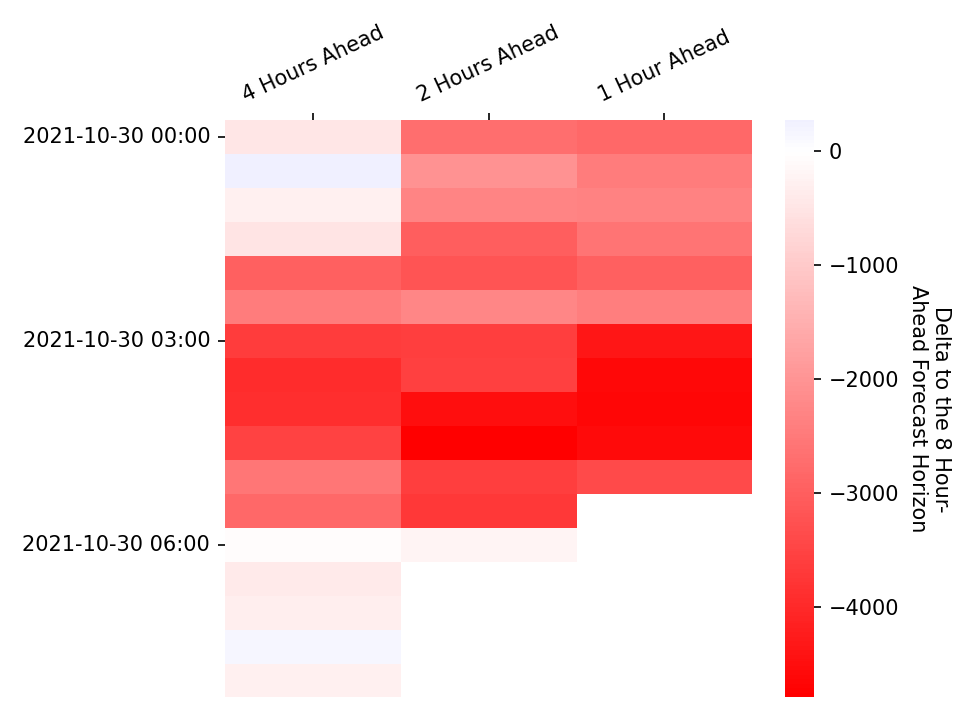 4 Hours Ahead
2 Hours Ahead
1 Hour Ahead
2021-10-30 00:00
2021-10-30 03:00
2021-10-30 06:00
0
−1000
−2000
−3000
−4000
Delta to the 8 Hour-
Ahead Forecast Horizon